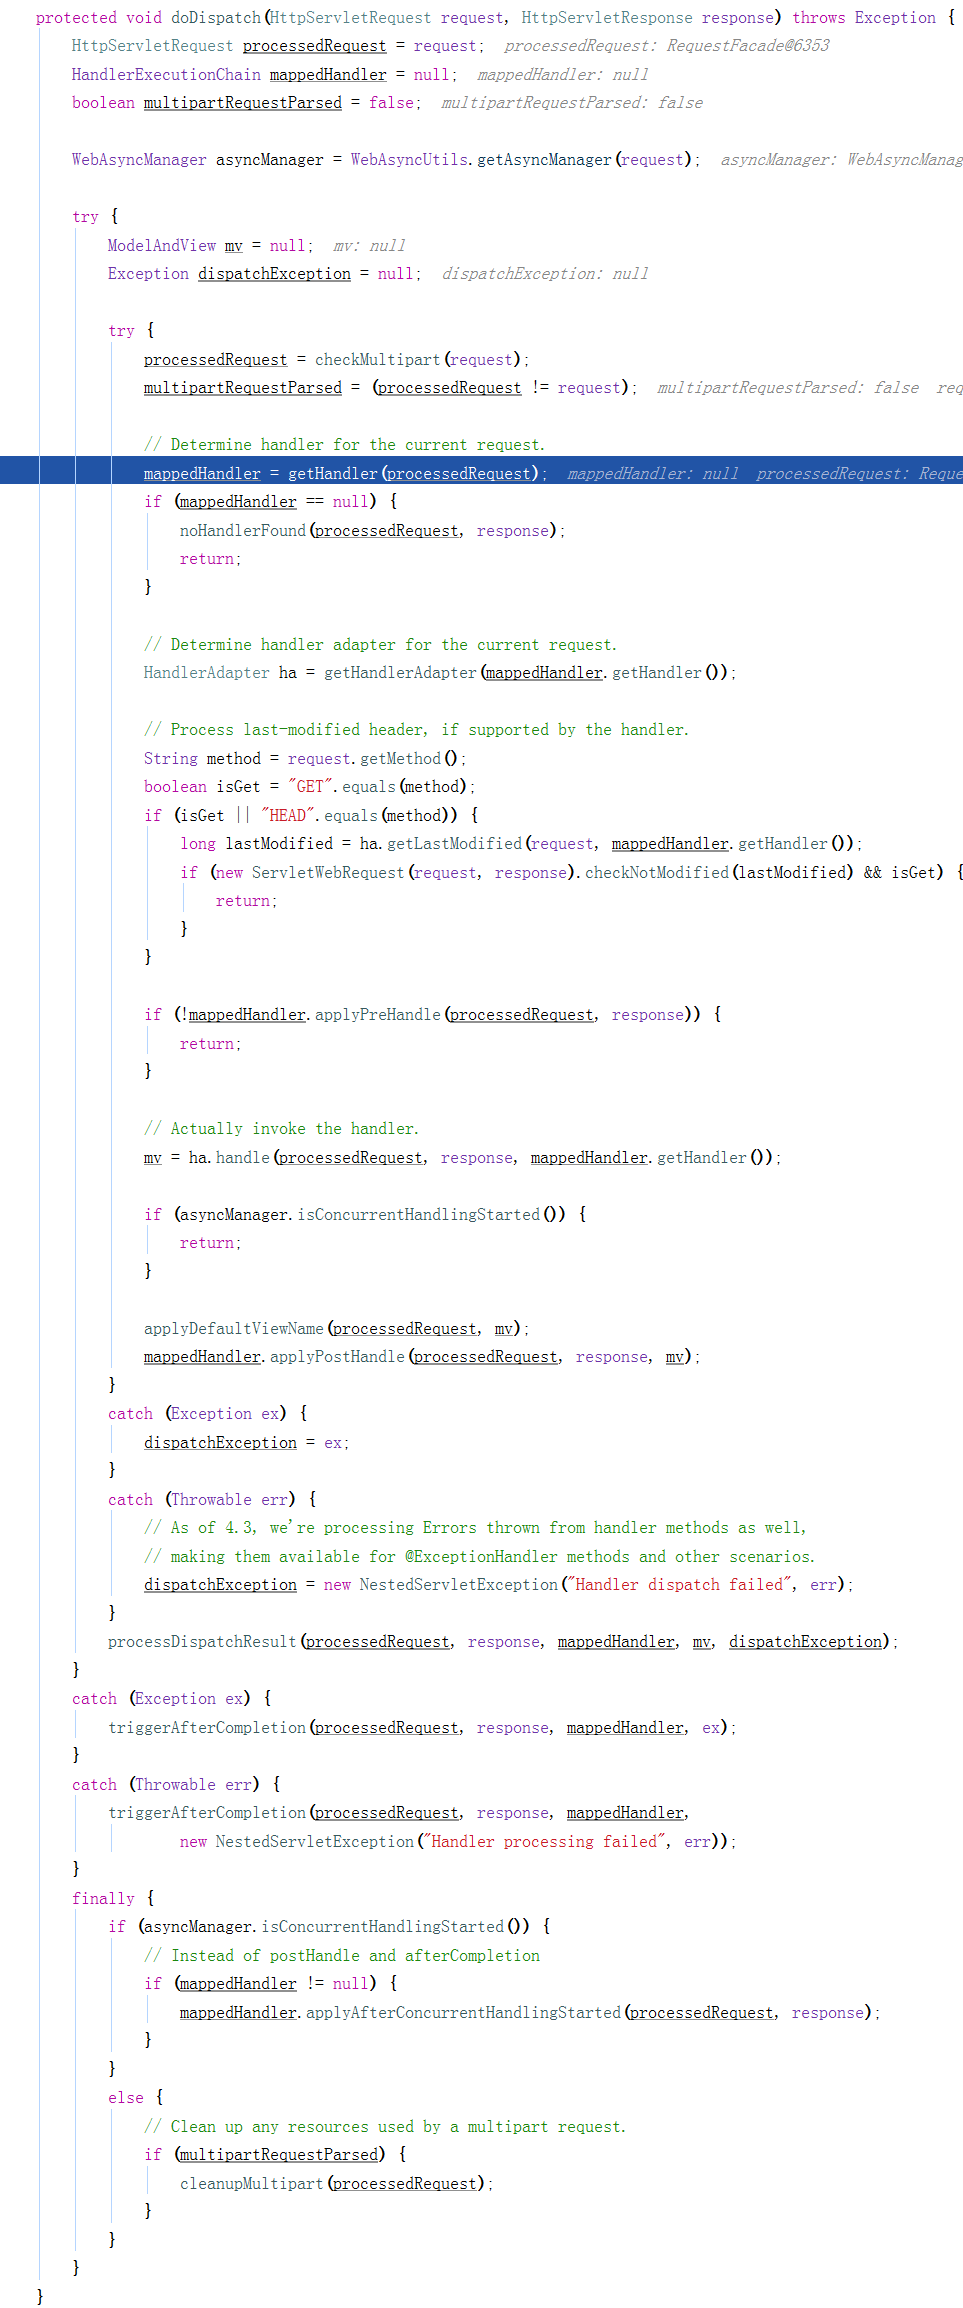 protected void doDispatch(HttpServletRequest request, HttpServletResponse response) throws Exception {
HttpServletRequest processedRequest = request;  processedRequest: RequestFacade@6353
HandlerExecutionChain mappedHandler = null;  mappedHandler: null
boolean multipartRequestParsed = false;  multipartRequestParsed: false
WebAsyncManager asyncManager = WebAsyncUtils.getAsyncManager(request);  asyncManager: WebAsyncManag
try {
ModelAndView mv = null;  mv: null
Exception dispatchException = null;  dispatchException: null
try {
processedRequest = checkMultipart(request);
multipartRequestParsed = (processedRequest != request);  multipartRequestParsed: false  req
// Determine handler for the current request.
mappedHandler = getHandler(processedRequest);  mappedHandler: null  processedRequest: Reque
if (mappedHandler == null) {
noHandlerFound(processedRequest, response);
return;
}
// Determine handler adapter for the current request.
HandlerAdapter ha = getHandlerAdapter(mappedHandler.getHandler());
// Process last-modified header, if supported by the handler.
String method = request.getMethod();
boolean isGet = "GET".equals(method);
if (isGet || "HEAD".equals(method)) {
long lastModified = ha.getLastModified(request, mappedHandler.getHandler());
if (new ServletWebRequest(request, response).checkNotModified(lastModified) && isGet) {
return;
}
}
if (!mappedHandler.applyPreHandle(processedRequest, response)) {
return;
}
// Actually invoke the handler.
mv = ha.handle(processedRequest, response, mappedHandler.getHandler());
if (asyncManager.isConcurrentHandlingStarted()) {
return;
}
applyDefaultViewName(processedRequest, mv);
mappedHandler.applyPostHandle(processedRequest, response, mv);
}
catch (Exception ex) {
dispatchException = ex;
}
catch (Throwable err) {
// As of 4.3, we're processing Errors thrown from handler methods as well,
// making them available for @ExceptionHandler methods and other scenarios.
dispatchException = new NestedServletException("Handler dispatch failed", err);
}
processDispatchResult(processedRequest, response, mappedHandler, mv, dispatchException);
}
catch (Exception ex) {
triggerAfterCompletion(processedRequest, response, mappedHandler, ex);
}
catch (Throwable err) {
triggerAfterCompletion(processedRequest, response, mappedHandler,
new NestedServletException("Handler processing failed", err));
}
finally {
if (asyncManager.isConcurrentHandlingStarted()) {
// Instead of postHandle and afterCompletion
if (mappedHandler != null) {
mappedHandler.applyAfterConcurrentHandlingStarted(processedRequest, response);
}
}
else {
// Clean up any resources used by a multipart request.
if (multipartRequestParsed) {
cleanupMultipart(processedRequest);
}
}
}
}